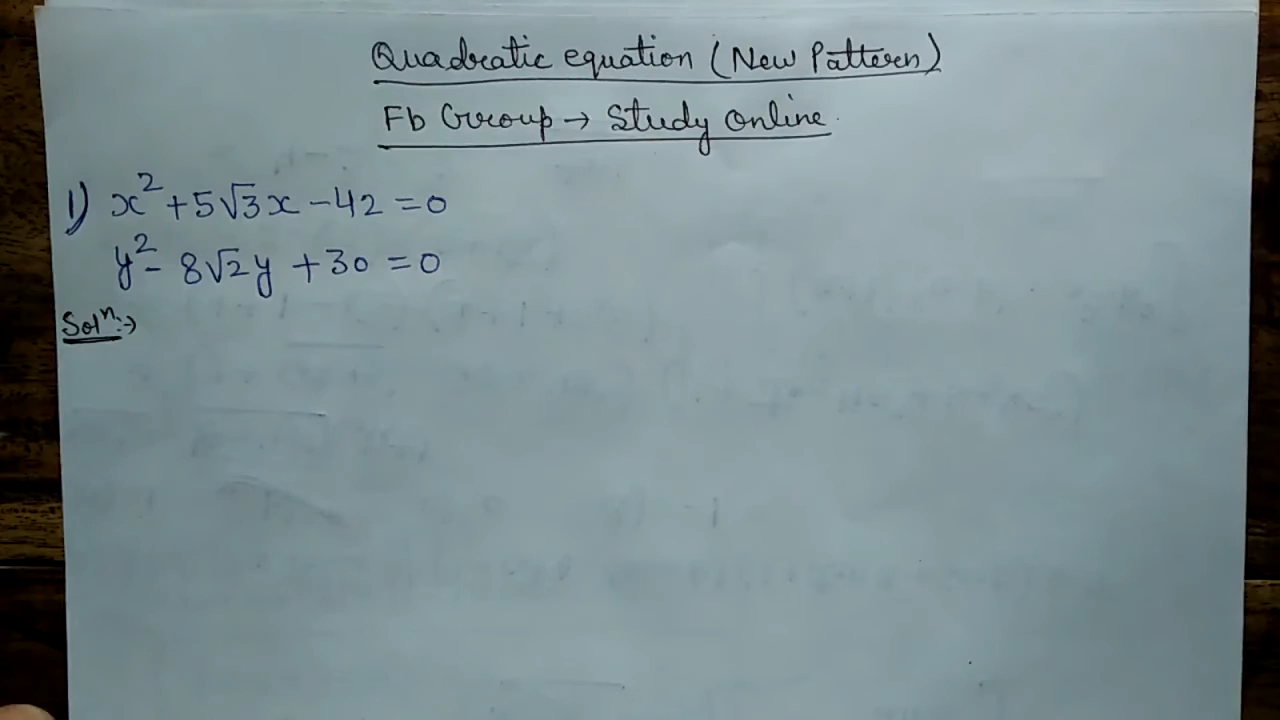 Quadratic equation (New Pattern)
Fb Group → Study Online
1) x² + 5√3x - 42 = 0
y² - 8√2y + 30 = 0
Solⁿ:→